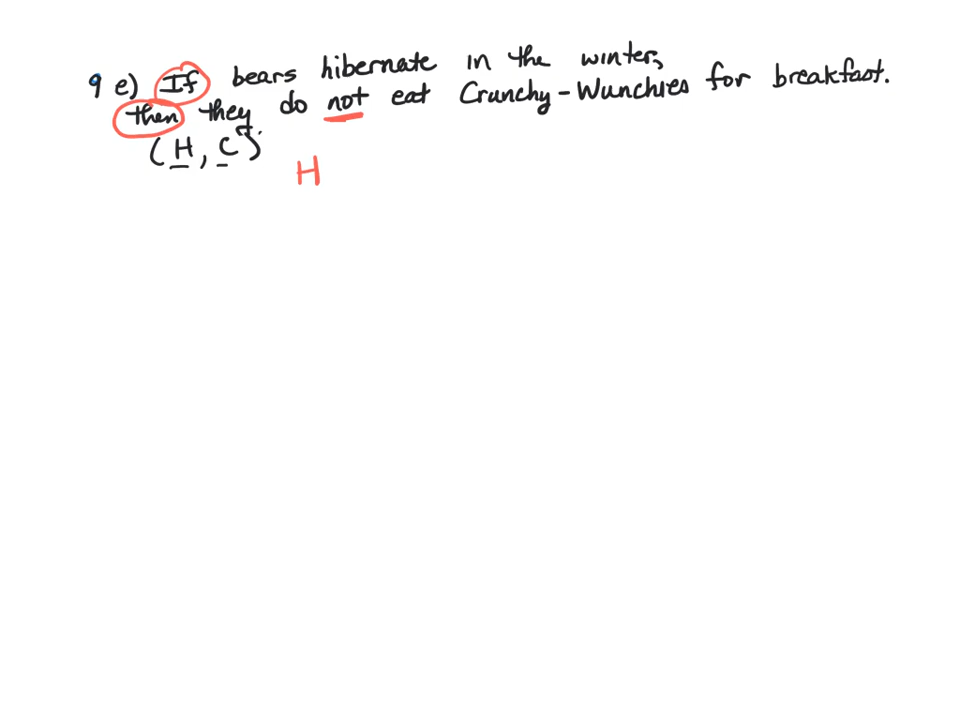 9 e) If bears hibernate in the winter,
then they do not eat Crunchy-Wunchies for breakfast.
(H, C).
H